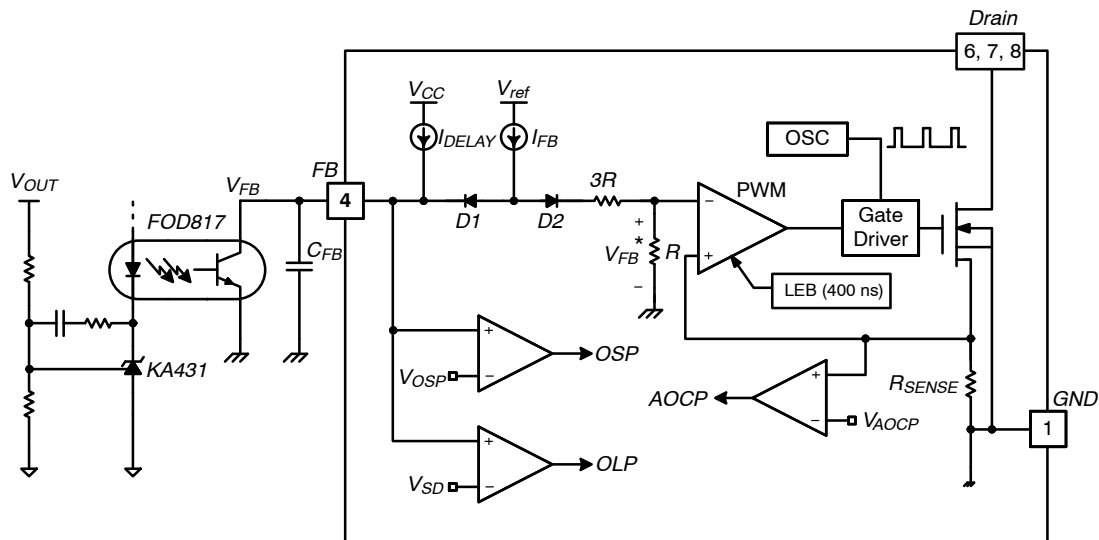 Drain
6, 7, 8
V_CC
V_ref
I_DELAY
I_FB
OSC
FB
4
V_OUT
V_FB
FOD817
3R
PWM
D1
D2
−
+
Gate
Driver
C_FB
+
V_FB
*
R
−
LEB (400 ns)
KA431
+
−
V_OSP
OSP
AOCP
+
−
V_AOCP
R_SENSE
GND
1
+
−
V_SD
OLP